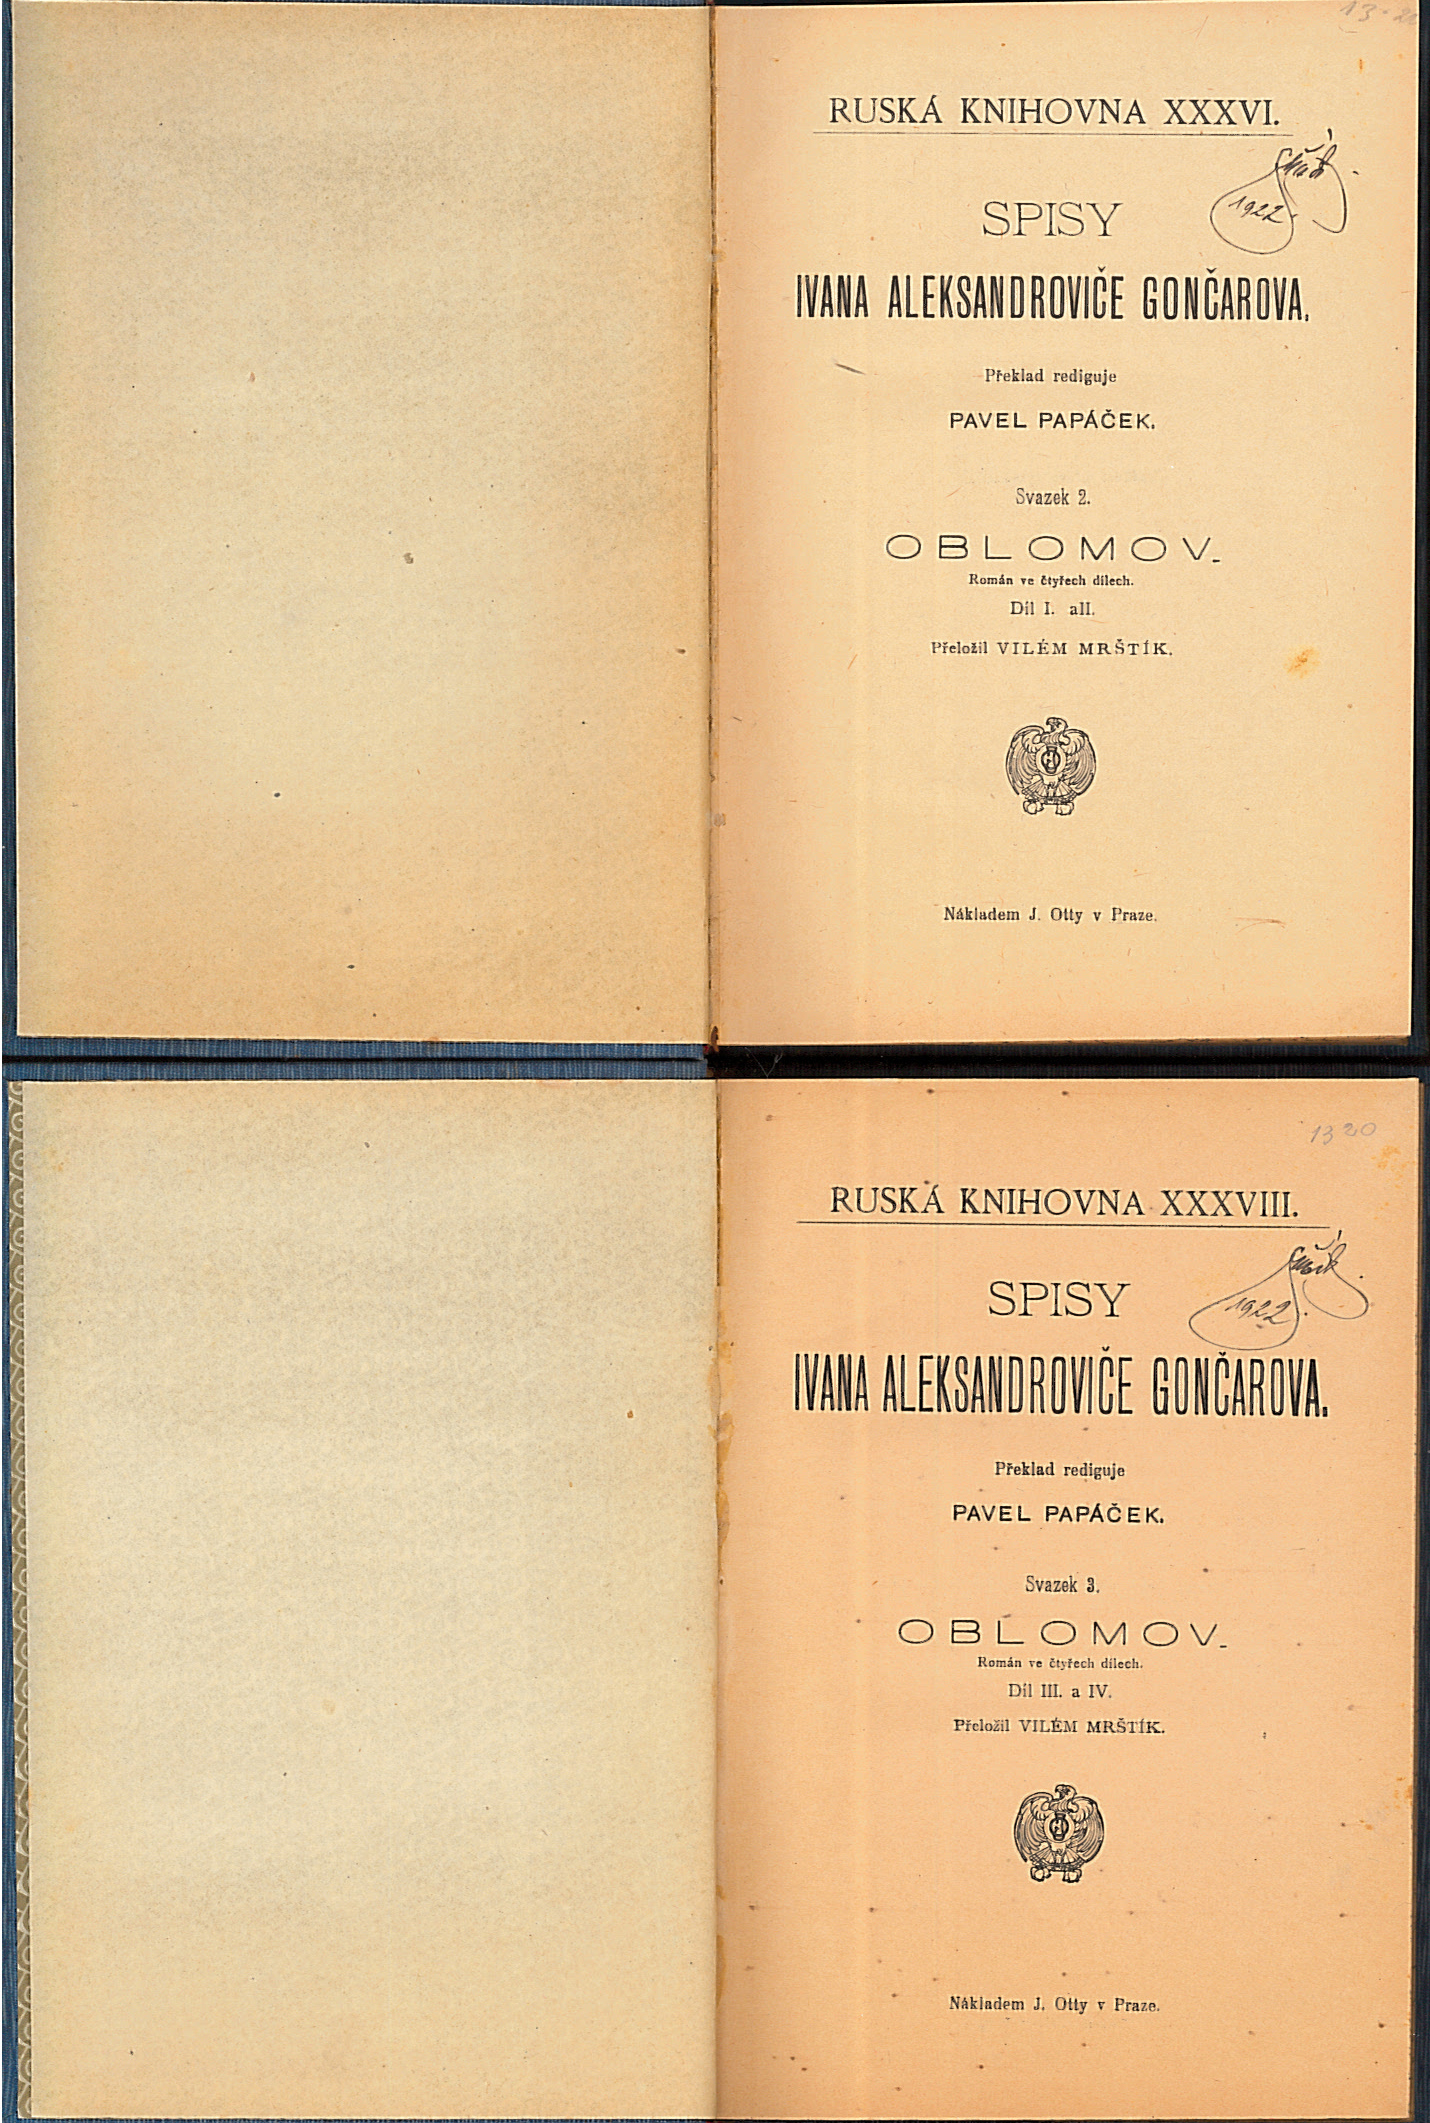 RUSKÁ KNIHOVNA XXXVI.
1922
SPISY
IVANA ALEKSANDROVIČE GONČAROVA.
Překlad rediguje
PAVEL PAPÁČEK.
Svazek 2.
OBLOMOV.
Román ve čtyřech dílech.
Díl I. aII.
Přeložil VILÉM MRŠTÍK.
Nákladem J. Otty v Praze.
1320
RUSKÁ KNIHOVNA XXXVIII.
1922
SPISY
IVANA ALEKSANDROVIČE GONČAROVA.
Překlad rediguje
PAVEL PAPÁČEK.
Svazek 3.
OBLOMOV.
Román ve čtyřech dílech.
Díl III. a IV.
Přeložil VILÉM MRŠTÍK.
Nákladem J. Otty v Praze.